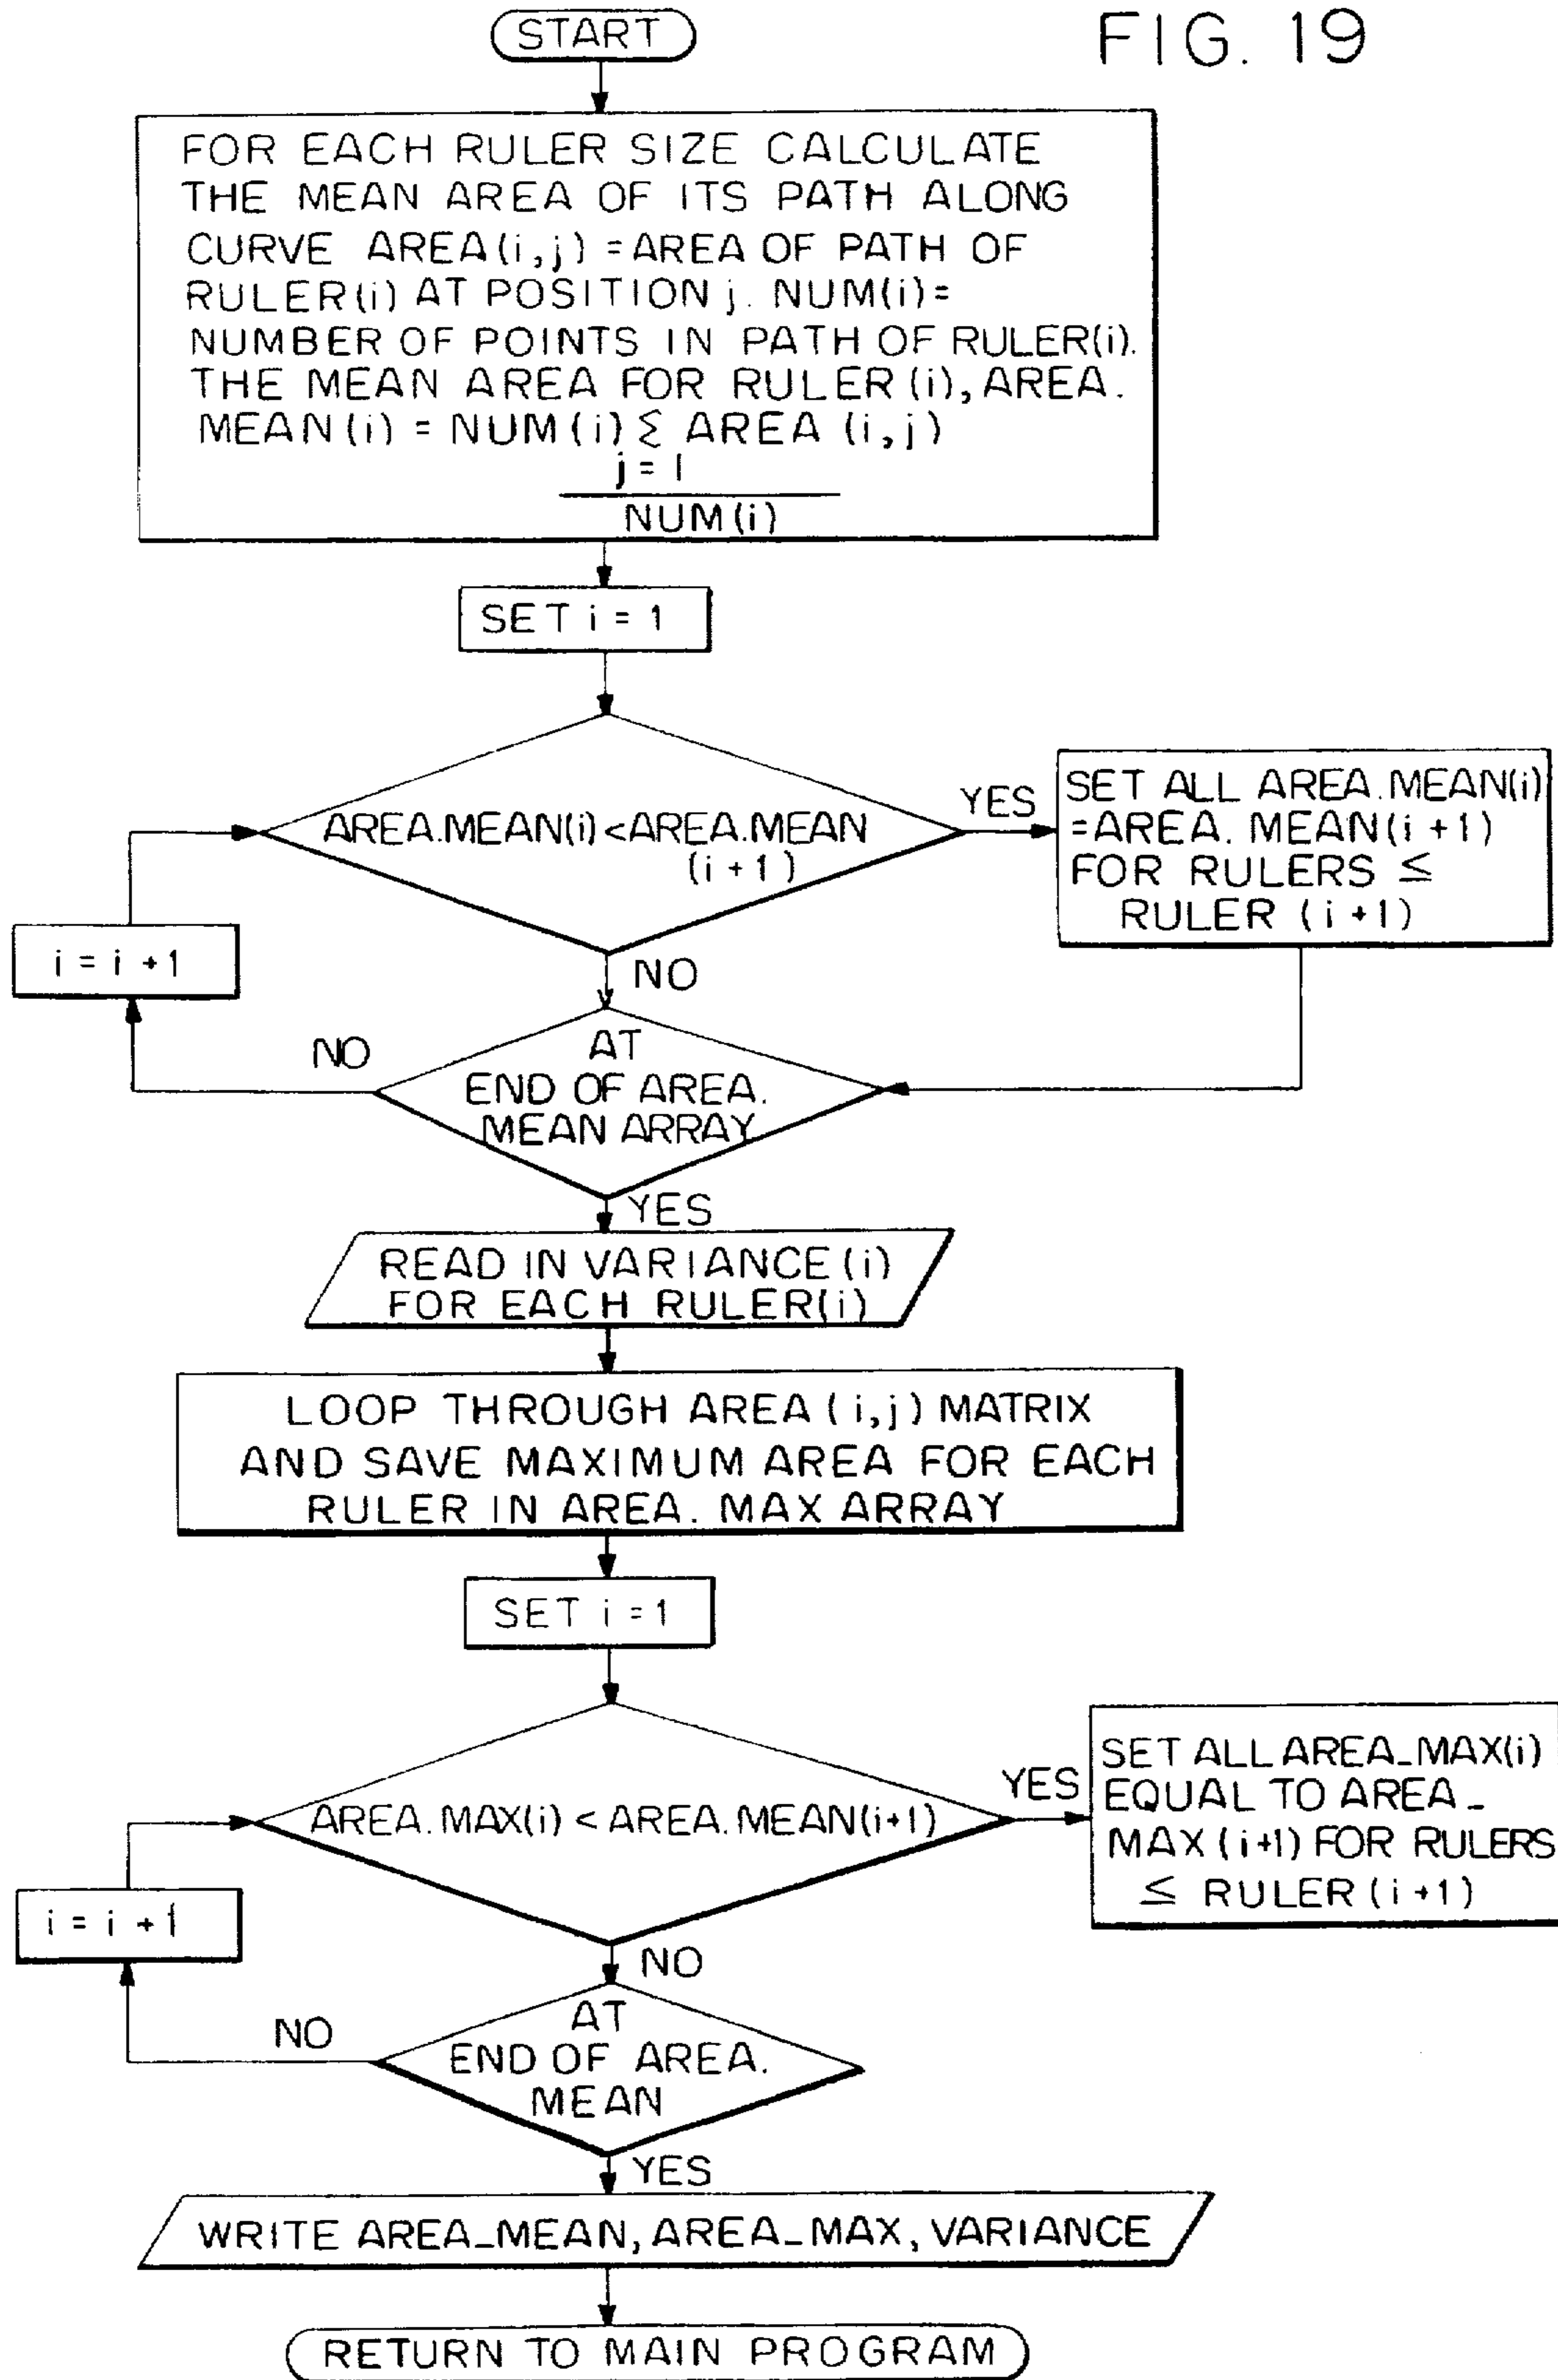 START
FIG. 19
FOR EACH RULER SIZE CALCULATE
THE MEAN AREA OF ITS PATH ALONG
CURVE AREA(i,j) = AREA OF PATH OF
RULER(i) AT POSITION j. NUM(i)=
NUMBER OF POINTS IN PATH OF RULER(i).
THE MEAN AREA FOR RULER (i), AREA.
MEAN(i) = NUM(i) Σ AREA (i,j)
j = 1
NUM(i)
SET i = 1
AREA.MEAN(i)<AREA.MEAN
(i+1)
YES
SET ALL AREA.MEAN(i)
=AREA. MEAN(i+1)
FOR RULERS ≤
RULER (i+1)
i = i + 1
NO
NO
AT
END OF AREA.
MEAN ARRAY
YES
READ IN VARIANCE(i)
FOR EACH RULER(i)
LOOP THROUGH AREA(i,j) MATRIX
AND SAVE MAXIMUM AREA FOR EACH
RULER IN AREA. MAX ARRAY
SET i = 1
AREA.MAX(i) < AREA.MEAN(i+1)
YES
SET ALL AREA_MAX(i)
EQUAL TO AREA_
MAX(i+1) FOR RULERS
≤ RULER(i+1)
i = i + 1
NO
NO
AT
END OF AREA.
MEAN
YES
WRITE AREA_MEAN, AREA_MAX, VARIANCE
RETURN TO MAIN PROGRAM